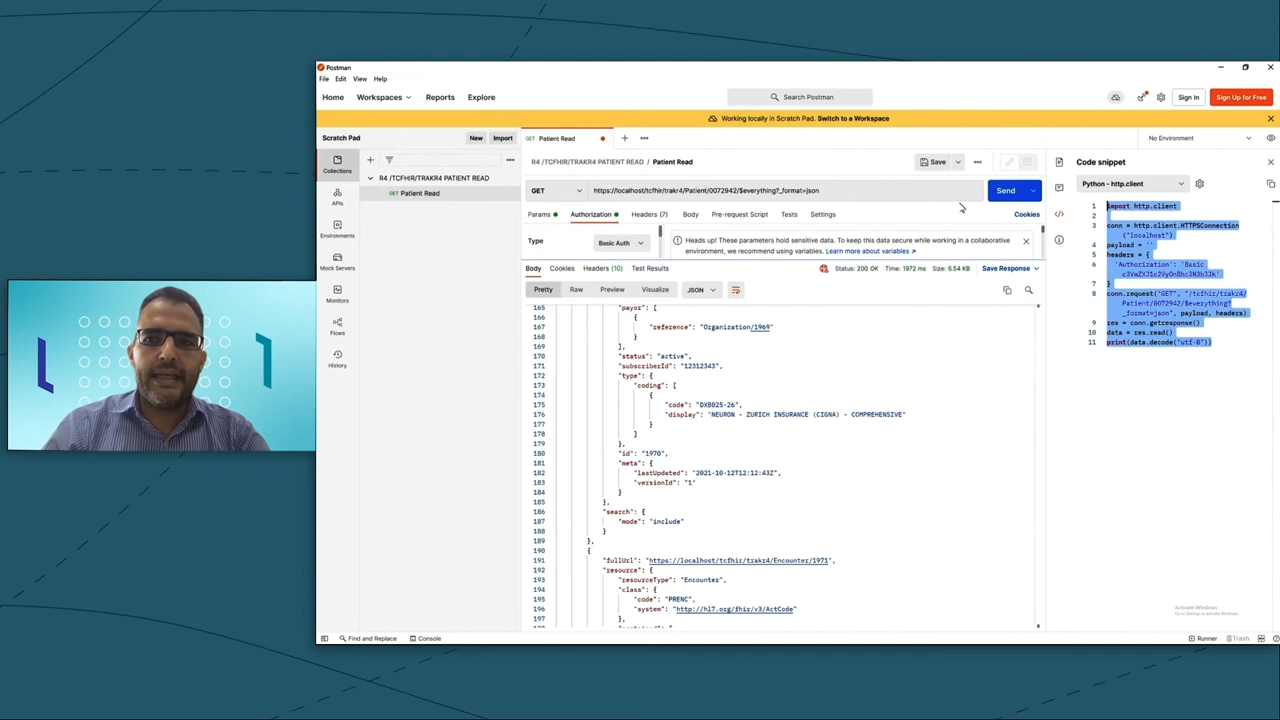 Postman
File Edit View Help
Home Workspaces Reports Explore
Search Postman
Sign In
Sign Up for Free
Working locally in Scratch Pad. Switch to a Workspace
Scratch Pad
New
Import
GET Patient Read
No Environment
Collections
R4 /TCFHIR/TRAKR4 PATIENT READ
GET Patient Read
APIs
Environments
Mock Servers
Monitors
Flows
History
R4 /TCFHIR/TRAKR4 PATIENT READ / Patient Read
Save
GET
https://localhost/tcfhir/trakr4/Patient/0072942/$everything?_format=json
Send
Params Authorization Headers (7) Body Pre-request Script Tests Settings
Cookies
Type
Basic Auth
Heads up! These parameters hold sensitive data. To keep this data secure while working in a collaborative
environment, we recommend using variables. Learn more about variables
Body Cookies Headers (10) Test Results
Status: 200 OK Time: 1972 ms Size: 6.54 KB Save Response
Pretty Raw Preview Visualize JSON
165 "payor": [
166 {
167 "reference": "Organization/1969"
168 }
169 ],
170 "status": "active",
171 "subscriberId": "12312343",
172 "type": {
173 "coding": [
174 {
175 "code": "DXB025-26",
176 "display": "NEURON - ZURICH INSURANCE (CIGNA) - COMPREHENSIVE"
177 }
178 ]
179 },
180 "id": "1970",
181 "meta": {
182 "lastUpdated": "2021-10-12T12:12:43Z",
183 "versionId": "1"
184 }
185 },
186 "search": {
187 "mode": "include"
188 }
189 },
190 {
191 "fullUrl": "https://localhost/tcfhir/trakr4/Encounter/1971",
192 "resource": {
193 "resourceType": "Encounter",
194 "class": {
195 "code": "PRENC",
196 "system": "http://hl7.org/fhir/v3/ActCode"
197 },
Code snippet
Python - http.client
1 import http.client
2
3 conn = http.client.HTTPSConnection
("localhost")
4 payload = ''
5 headers = {
6 'Authorization': 'Basic
7 }
8 conn.request("GET", "/tcfhir/trakr4/
Patient/0072942/$everything?
_format=json", payload, headers)
9 res = conn.getresponse()
10 data = res.read()
11 print(data.decode("utf-8"))
Activate Windows
Go to Settings to activate Windows.
Find and Replace Console
Runner Trash